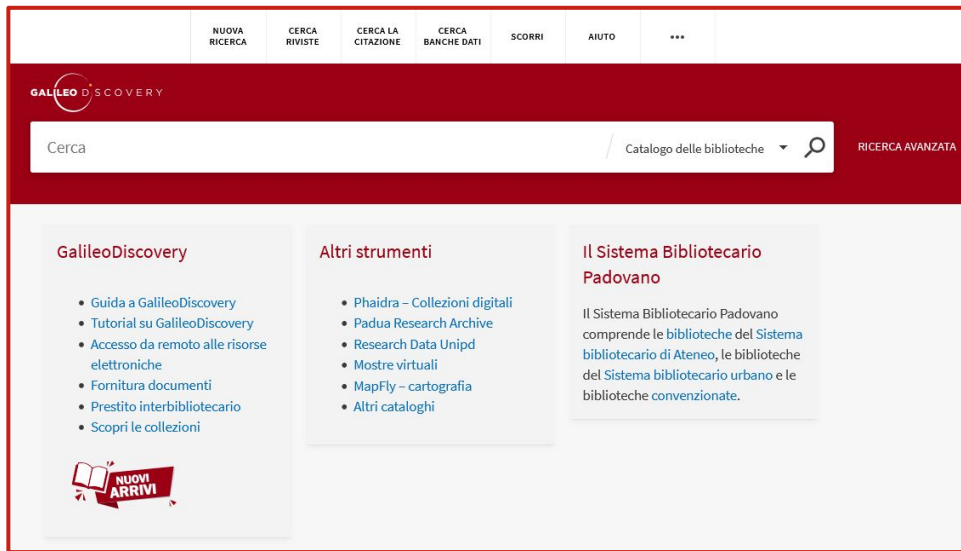 NUOVA
RICERCA
CERCA
RIVISTE
CERCA LA
CITAZIONE
CERCA
BANCHE DATI
SCORRI
AIUTO
•••
GALILEO DISCOVERY
Cerca
Catalogo delle biblioteche
RICERCA AVANZATA
GalileoDiscovery
• Guida a GalileoDiscovery
• Tutorial su GalileoDiscovery
• Accesso da remoto alle risorse
elettroniche
• Fornitura documenti
• Prestito interbibliotecario
• Scopri le collezioni
NUOVI
ARRIVI
Altri strumenti
• Phaidra – Collezioni digitali
• Padua Research Archive
• Research Data Unipd
• Mostre virtuali
• MapFly – cartografia
• Altri cataloghi
Il Sistema Bibliotecario
Padovano
Il Sistema Bibliotecario Padovano
comprende le biblioteche del Sistema
bibliotecario di Ateneo, le biblioteche
del Sistema bibliotecario urbano e le
biblioteche convenzionate.